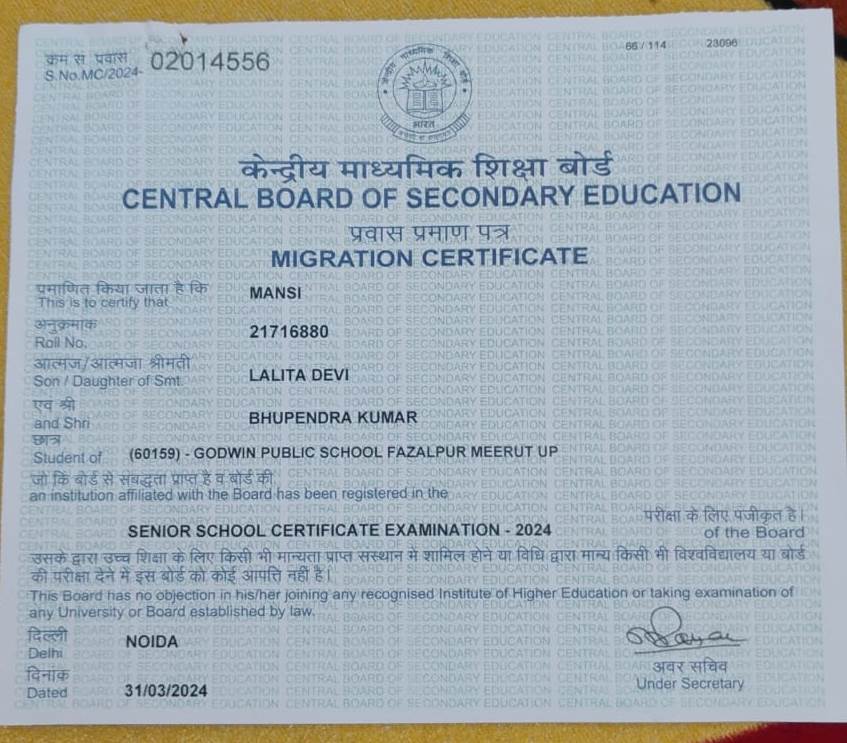 क्रम सं प्रवास
S.No.MC/2024- 02014556
66 / 114 23096
केन्द्रीय माध्यमिक शिक्षा बोर्ड
भारत
केन्द्रीय माध्यमिक शिक्षा बोर्ड
CENTRAL BOARD OF SECONDARY EDUCATION
प्रवास प्रमाण पत्र
MIGRATION CERTIFICATE
प्रमाणित किया जाता है कि
This is to certify that MANSI
अनुक्रमांक
Roll No. 21716880
आत्मज/आत्मजा श्रीमती
Son / Daughter of Smt. LALITA DEVI
एवं श्री
and Shri BHUPENDRA KUMAR
छात्र
Student of (60159) - GODWIN PUBLIC SCHOOL FAZALPUR MEERUT UP
जो कि बोर्ड से संबद्धता प्राप्त है व बोर्ड की
an institution affiliated with the Board has been registered in the
परीक्षा के लिए पंजीकृत है।
SENIOR SCHOOL CERTIFICATE EXAMINATION - 2024 of the Board
उसके द्वारा उच्च शिक्षा के लिए किसी भी मान्यता प्राप्त संस्थान में शामिल होने या विधि द्वारा मान्य किसी भी विश्वविद्यालय या बोर्ड
की परीक्षा देने में इस बोर्ड को कोई आपत्ति नहीं है।
This Board has no objection in his/her joining any recognised Institute of Higher Education or taking examination of
any University or Board established by law.
दिल्ली
Delhi NOIDA
अवर सचिव
Under Secretary
दिनांक
Dated 31/03/2024